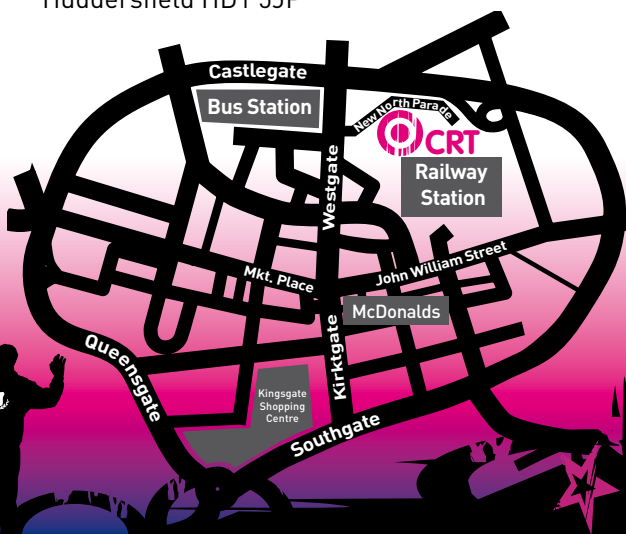 Castlegate
Bus Station
New North Parade
CRT
Railway
Station
Westgate
Mkt. Place
John William Street
McDonalds
Queensgate
Kirktgate
Kingsgate
Shopping
Centre
Southgate